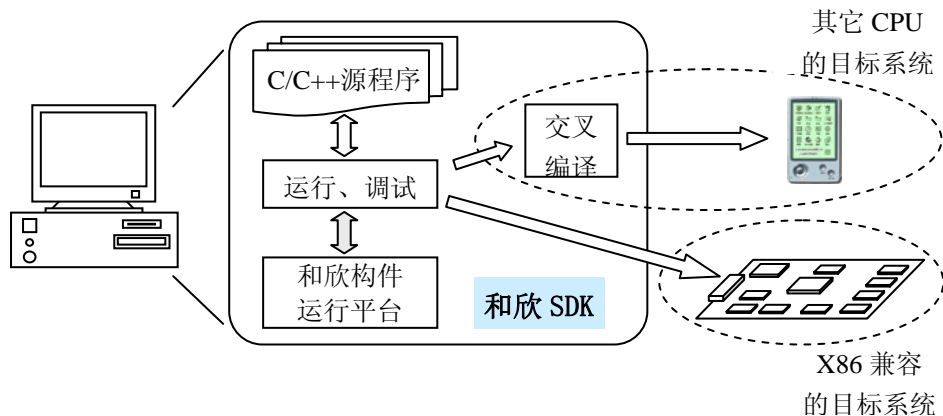 其它 CPU
的目标系统
C/C++源程序
交叉
编译
运行、调试
和欣构件
运行平台
和欣 SDK
X86 兼容
的目标系统